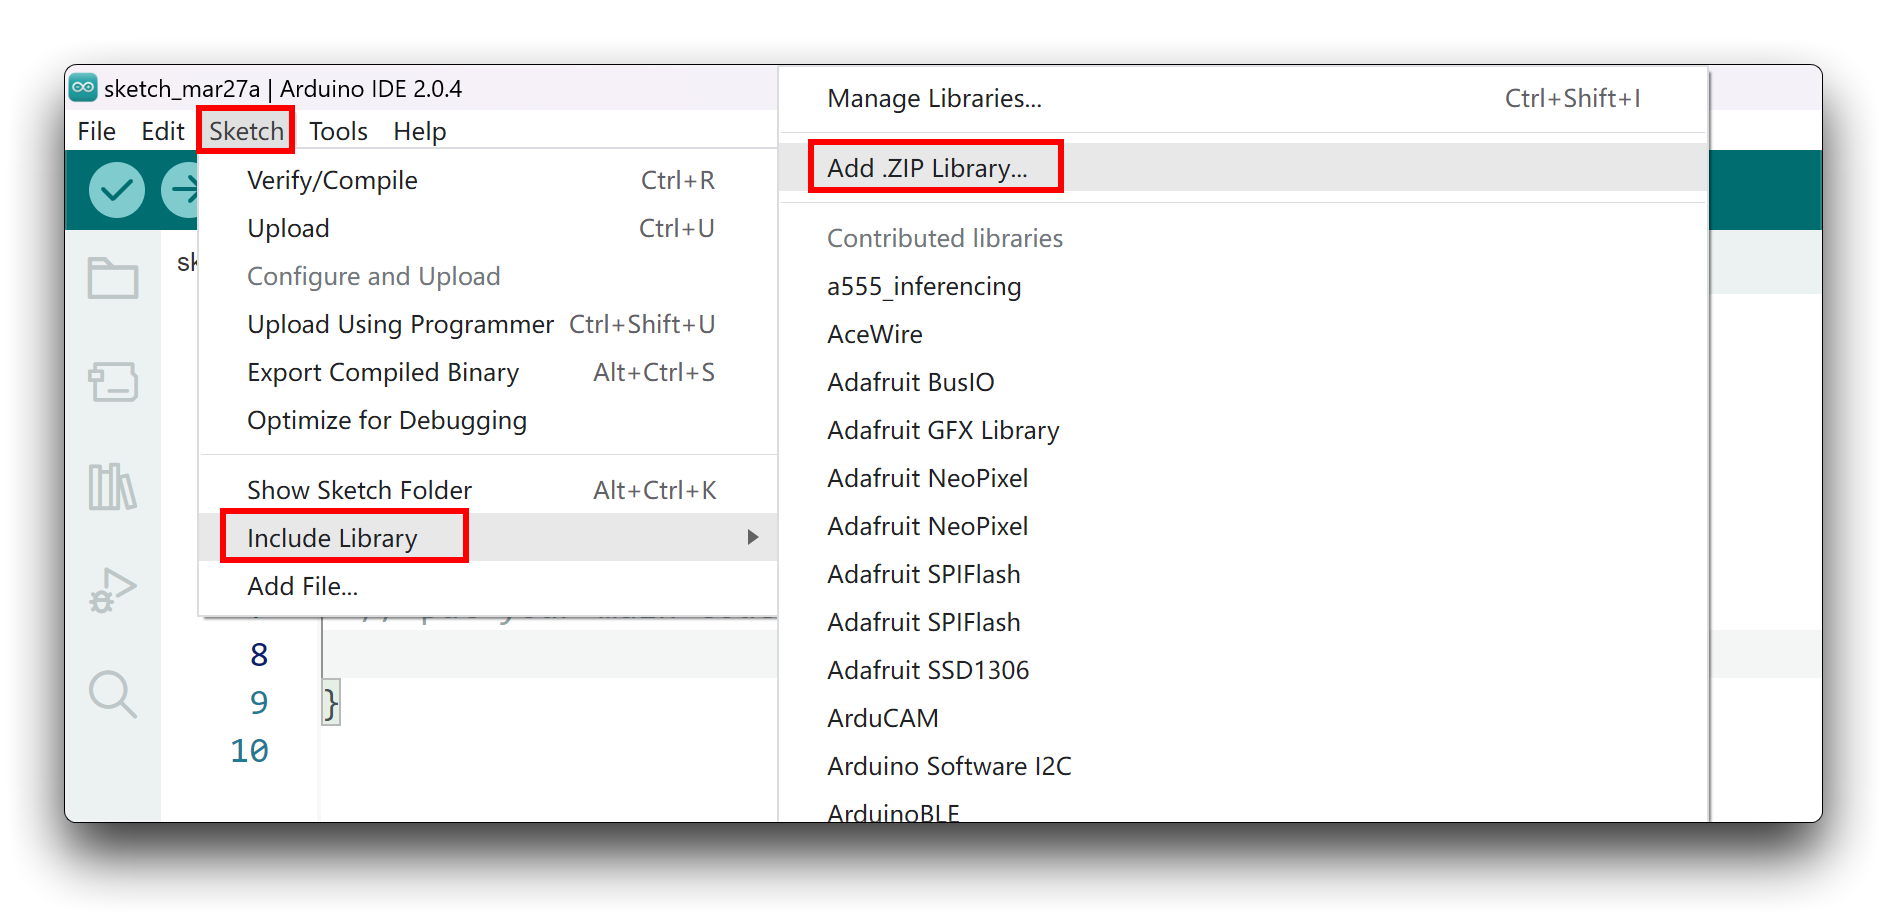 sketch_mar27a | Arduino IDE 2.0.4
File Edit Sketch Tools Help
Verify/Compile Ctrl+R
Upload Ctrl+U
Configure and Upload
Upload Using Programmer Ctrl+Shift+U
Export Compiled Binary Alt+Ctrl+S
Optimize for Debugging
Show Sketch Folder Alt+Ctrl+K
Include Library
Add File...
8
9 }
10
Manage Libraries... Ctrl+Shift+I
Add .ZIP Library...
Contributed libraries
a555_inferencing
AceWire
Adafruit BusIO
Adafruit GFX Library
Adafruit NeoPixel
Adafruit NeoPixel
Adafruit SPIFlash
Adafruit SPIFlash
Adafruit SSD1306
ArduCAM
Arduino Software I2C
ArduinoBLE